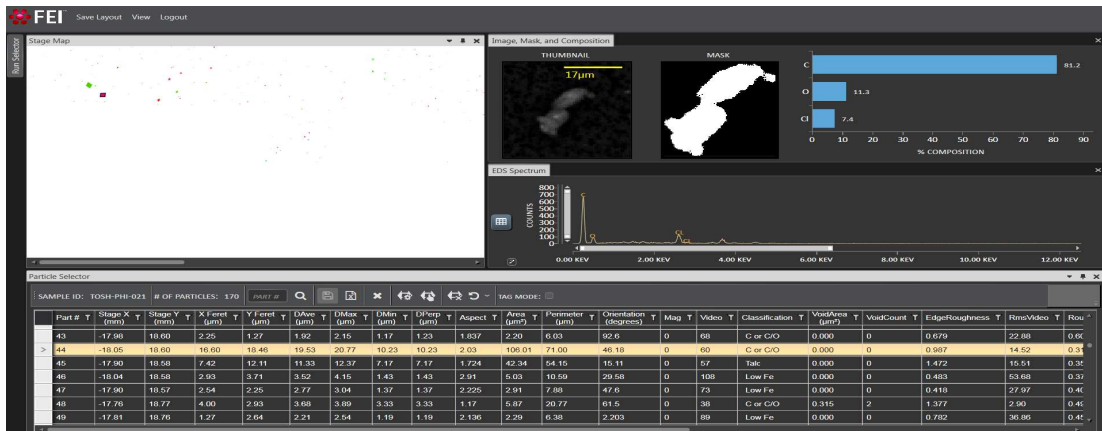 FEI Save Layout View Logout
Run Selector
Stage Map
Image, Mask, and Composition
THUMBNAIL
17µm
MASK
C 81.2
O 11.3
Cl 7.4
0 10 20 30 40 50 60 70 80 90
% COMPOSITION
EDS Spectrum
COUNTS
800
700
600
500
400
300
200
100
0
C
O
0.00 KEV 2.00 KEV 4.00 KEV 6.00 KEV 8.00 KEV 10.00 KEV 12.00 KEV
Particle Selector
SAMPLE ID: TOSH-PHI-021 # OF PARTICLES: 170 PART # TAG MODE:
Part # Stage X (mm) Stage Y (mm) X Feret (µm) Y Feret (µm) DAve (µm) DMax (µm) DMin (µm) DPerp (µm) Aspect Area (µm²) Perimeter (µm) Orientation (degrees) Mag Video Classification VoidArea (µm²) VoidCount EdgeRoughness RmsVideo Rou
43 -17.98 18.60 2.25 1.27 1.92 2.15 1.17 1.23 1.837 2.20 6.03 92.6 0 68 C or C/O 0.000 0 0.679 22.88 0.60
> 44 -18.05 18.60 16.60 18.46 19.53 20.77 10.23 10.23 2.03 106.01 71.00 46.18 0 60 C or C/O 0.000 0 0.987 14.52 0.31
45 -17.90 18.58 7.42 12.11 11.33 12.37 7.17 7.17 1.724 42.34 54.15 15.11 0 57 Talc 0.000 0 1.472 15.51 0.35
46 -18.04 18.58 2.93 3.71 3.52 4.15 1.43 1.43 2.91 5.03 10.59 29.58 0 108 Low Fe 0.000 0 0.483 53.68 0.37
47 -17.90 18.57 2.54 2.25 2.77 3.04 1.37 1.37 2.225 2.91 7.88 47.6 0 73 Low Fe 0.000 0 0.418 27.97 0.40
48 -17.76 18.77 4.00 2.93 3.68 3.89 3.33 3.33 1.17 5.87 20.77 61.5 0 38 C or C/O 0.315 2 1.377 2.90 0.49
49 -17.81 18.76 1.27 2.64 2.21 2.54 1.19 1.19 2.136 2.29 6.38 2.203 0 89 Low Fe 0.000 0 0.782 36.86 0.45